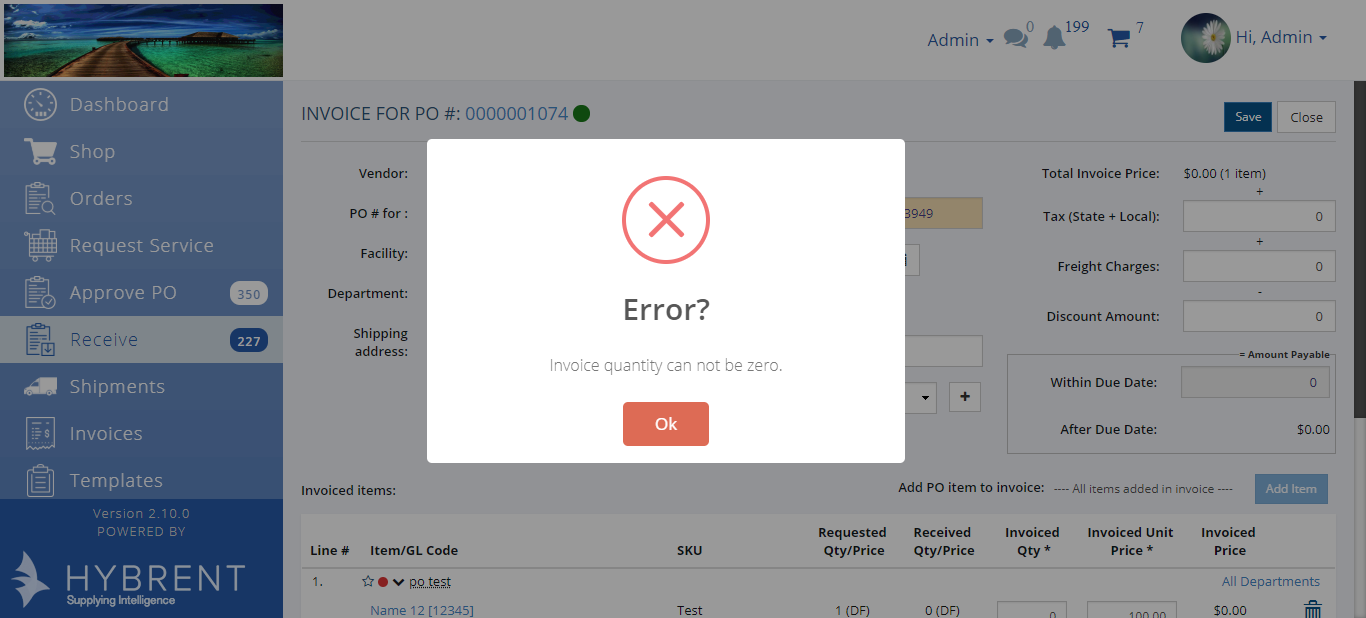 Admin
0
199
7
Hi, Admin
Dashboard
Shop
Orders
Request Service
Approve PO 350
Receive 227
Shipments
Invoices
Templates
Version 2.10.0
POWERED BY
HYBRENT
Supplying Intelligence
INVOICE FOR PO #: 0000001074
Save
Close
Vendor:
PO # for :
3949
Facility:
Department:
Shipping
address:
+
Total Invoice Price: $0.00 (1 item)
+
Tax (State + Local): 0
+
Freight Charges: 0
-
Discount Amount: 0
= Amount Payable
Within Due Date: 0
After Due Date: $0.00
Error?
Invoice quantity can not be zero.
Ok
Invoiced items:
Add PO item to invoice: ---- All items added in invoice ---- Add Item
Line # Item/GL Code SKU Requested Qty/Price Received Qty/Price Invoiced Qty * Invoiced Unit Price * Invoiced Price
1. po test All Departments
Name 12 [12345] Test 1 (DF) 0 (DF) 0 100.00 $0.00